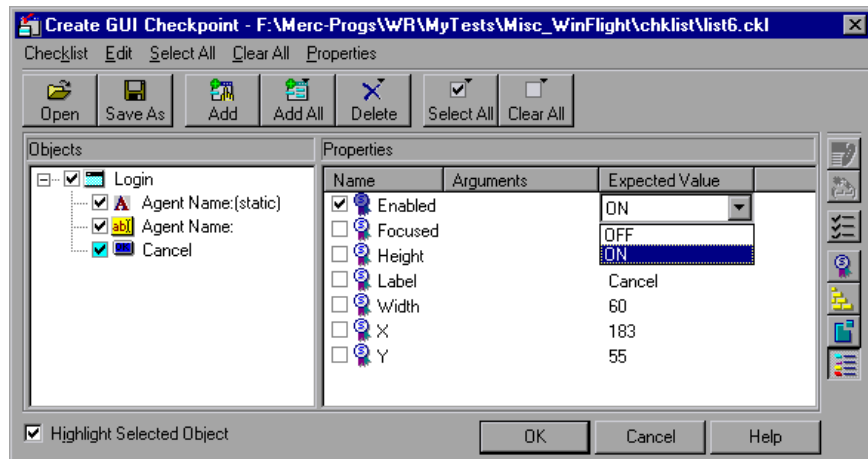 Create GUI Checkpoint - F:\Merc-Progs\WR\MyTests\Misc_WinFlight\chklist\list6.ckl
Checklist Edit Select All Clear All Properties
Open Save As Add Add All Delete Select All Clear All
Objects
Login
Agent Name:(static)
Agent Name:
Cancel
Properties
Name Arguments Expected Value
Enabled ON
Focused OFF
Height ON
Label Cancel
Width 60
X 183
Y 55
Highlight Selected Object
OK Cancel Help